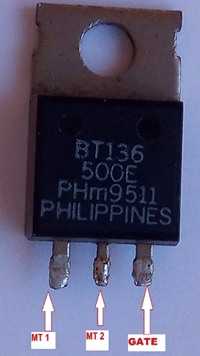 BT136
500E
PHm9511
PHILIPPINES
MT 1 MT 2 GATE